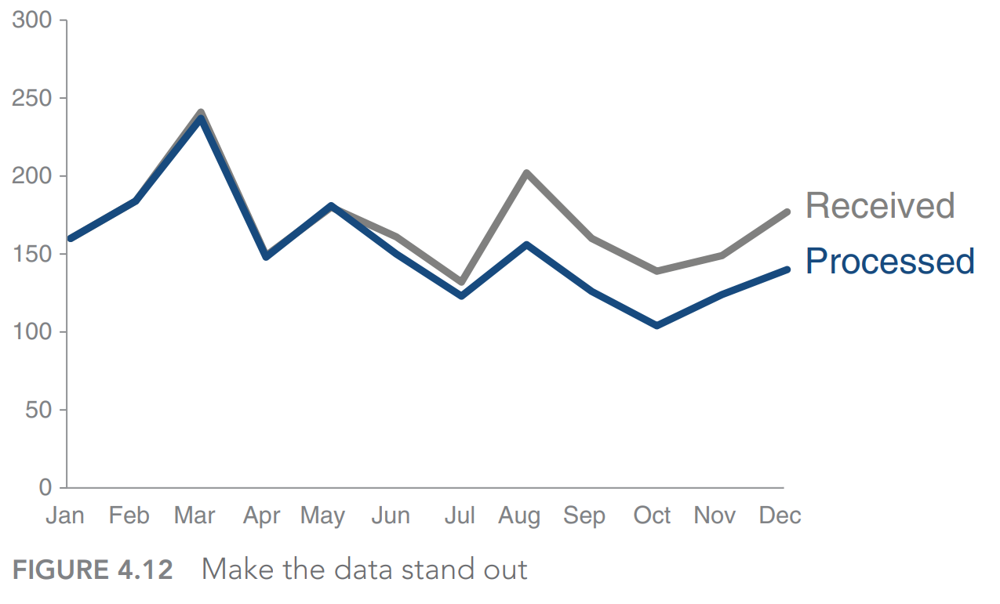 300
250
200
150
100
50
0
Received
Processed
Jan Feb Mar Apr May Jun Jul Aug Sep Oct Nov Dec
FIGURE 4.12 Make the data stand out